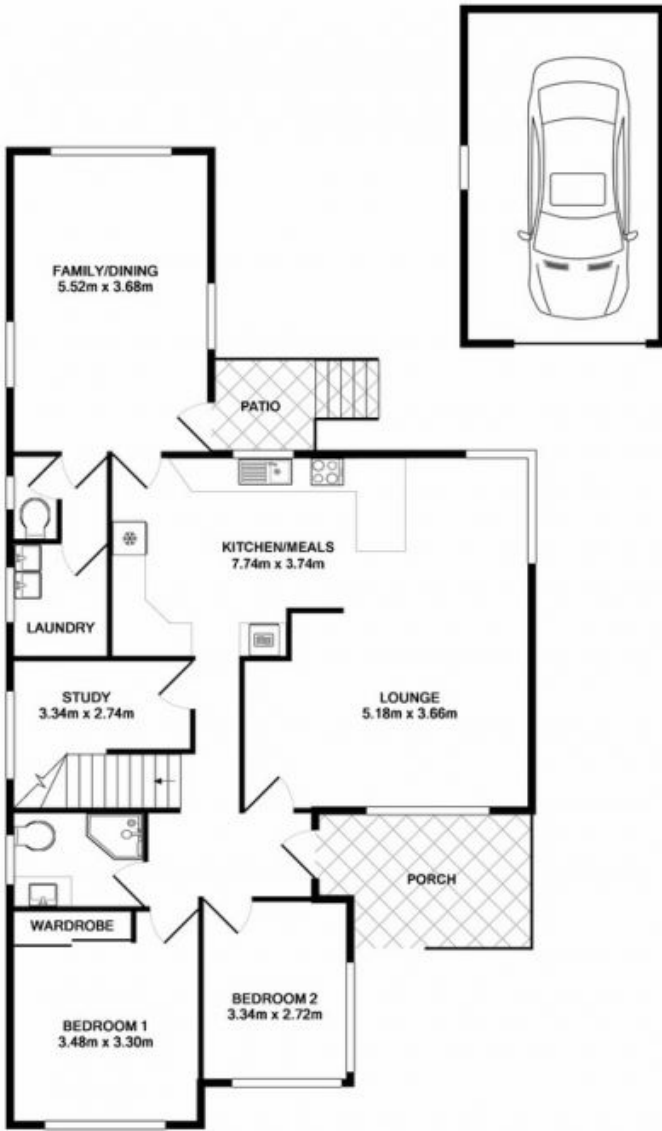 FAMILY/DINING
5.52m x 3.68m
PATIO
KITCHEN/MEALS
7.74m x 3.74m
LAUNDRY
STUDY
3.34m x 2.74m
LOUNGE
5.18m x 3.66m
PORCH
WARDROBE
BEDROOM 1
3.48m x 3.30m
BEDROOM 2
3.34m x 2.72m